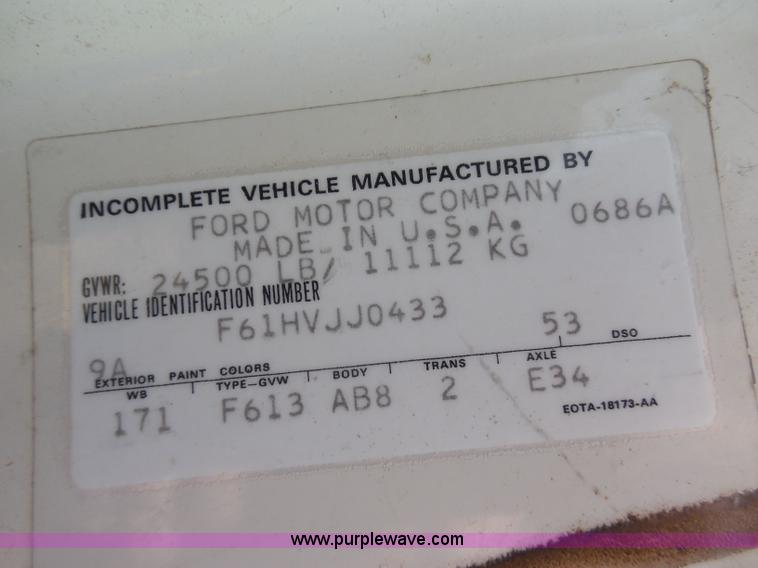 INCOMPLETE VEHICLE MANUFACTURED BY
FORD MOTOR COMPANY
MADE IN U.S.A. 0686A
GVWR: 24500 LB/ 11112 KG
VEHICLE IDENTIFICATION NUMBER
F61HVJJ0433
9A 53
EXTERIOR PAINT COLORS DSO
WB TYPE-GVW BODY TRANS AXLE
171 F613 AB8 2 E34
EOTA-18173-AA
www.purplewave.com